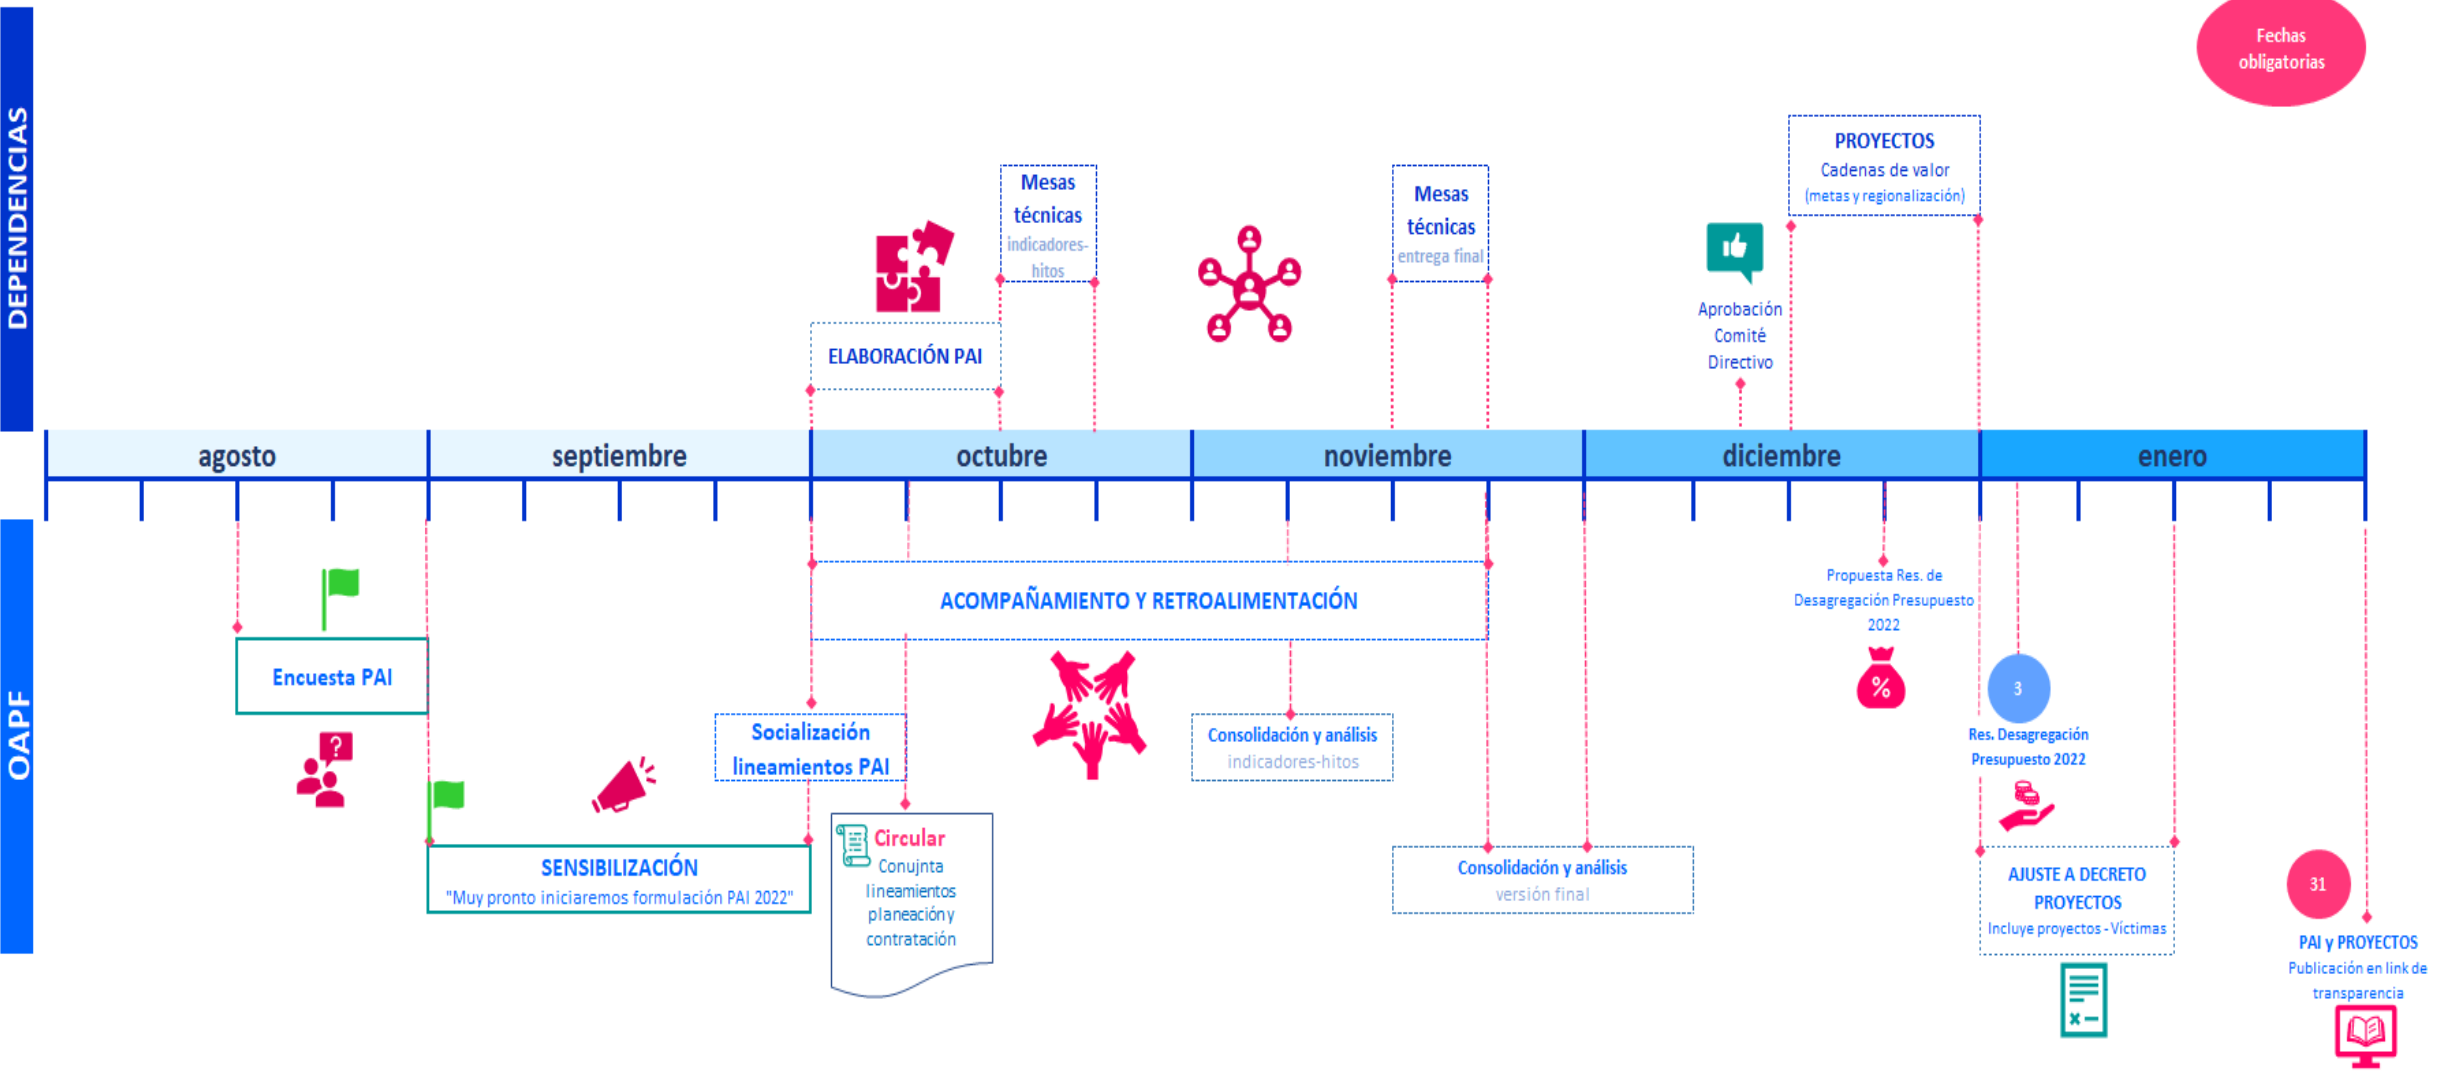 Fechas
obligatorias
DEPENDENCIAS
PROYECTOS
Cadenas de valor
(metas y regionalización)
Mesas
técnicas
indicadores-
hitos
Mesas
técnicas
entrega final
Aprobación
Comité
Directivo
ELABORACIÓN PAI
agosto
septiembre
octubre
noviembre
diciembre
enero
OAPF
ACOMPAÑAMIENTO Y RETROALIMENTACIÓN
Propuesta Res. de
Desagregación Presupuesto
2022
%
Encuesta PAI
?
3
Res. Desagregación
Presupuesto 2022
Socialización
lineamientos PAI
Consolidación y análisis
indicadores-hitos
SENSIBILIZACIÓN
"Muy pronto iniciaremos formulación PAI 2022"
Circular
Conujnta
lineamientos
planeación y
contratación
Consolidación y análisis
versión final
AJUSTE A DECRETO
PROYECTOS
Incluye proyectos - Víctimas
31
PAI y PROYECTOS
Publicación en link de
transparencia